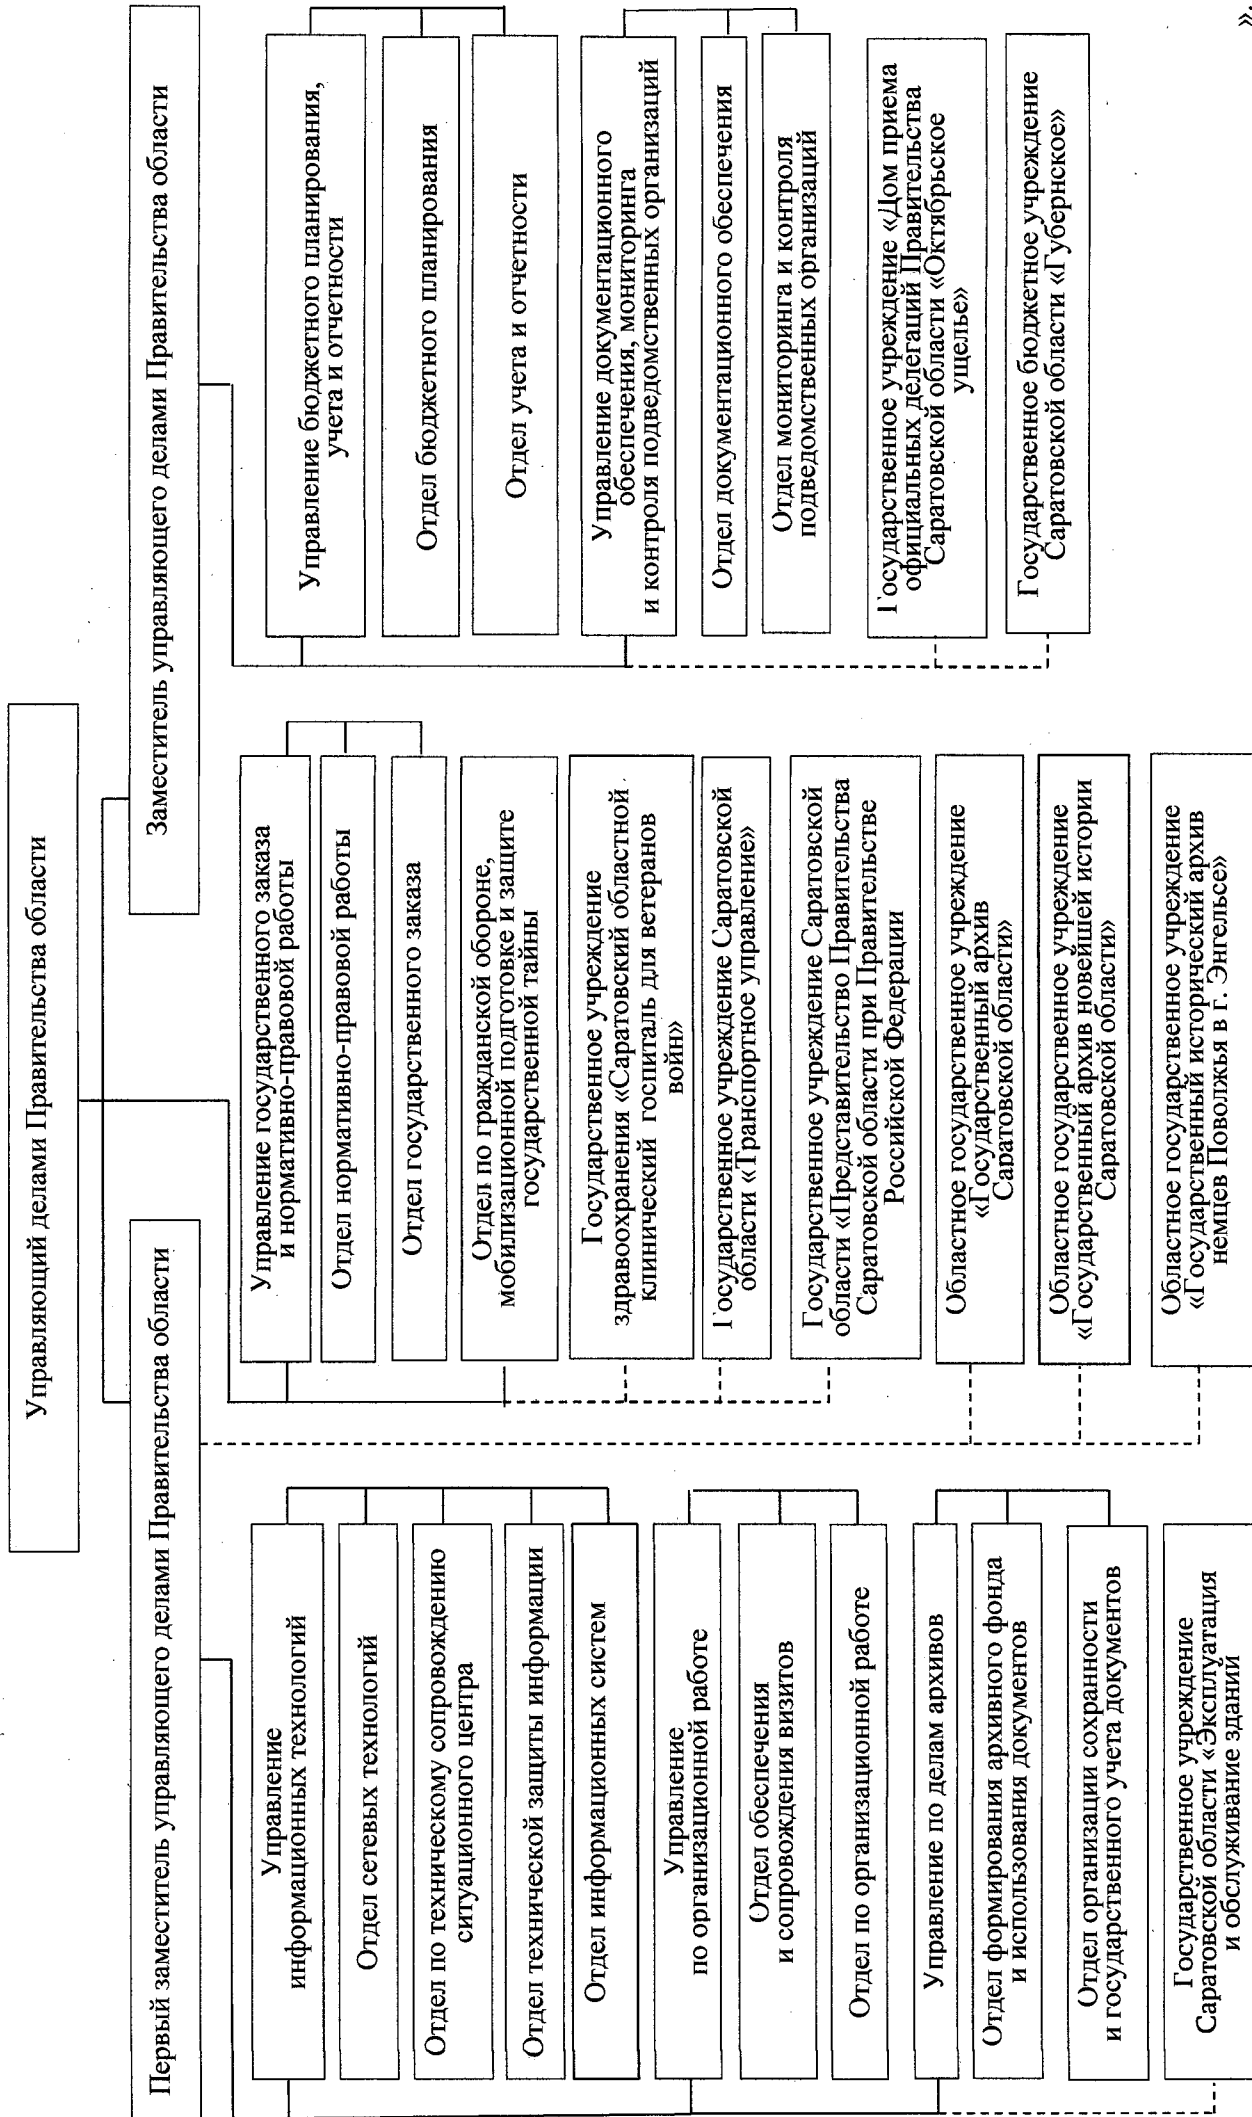 Управляющий делами Правительства области
Первый заместитель управляющего делами Правительства области
Заместитель управляющего делами Правительства области
Управление
информационных технологий
Отдел сетевых технологий
Отдел по техническому сопровождению
ситуационного центра
Отдел технической защиты информации
Отдел информационных систем
Управление
по организационной работе
Отдел обеспечения
и сопровождения визитов
Отдел по организационной работе
Управление по делам архивов
Отдел формирования архивного фонда
и использования документов
Отдел организации сохранности
и государственного учета документов
Государственное учреждение
Саратовской области «Эксплуатация
и обслуживание зданий
Управление государственного заказа
и нормативно-правовой работы
Отдел нормативно-правовой работы
Отдел государственного заказа
Отдел по гражданской обороне,
мобилизационной подготовке и защите
государственной тайны
Государственное учреждение
здравоохранения «Саратовский областной
клинический госпиталь для ветеранов
войн»
Государственное учреждение Саратовской
области «Транспортное управление»
Государственное учреждение Саратовской
области «Представительство Правительства
Саратовской области при Правительстве
Российской Федерации
Областное государственное учреждение
«Государственный архив
Саратовской области»
Областное государственное учреждение
«Государственный архив новейшей истории
Саратовской области»
Областное государственное учреждение
«Государственный исторический архив
немцев Поволжья в г. Энгельсе»
Управление бюджетного планирования,
учета и отчетности
Отдел бюджетного планирования
Отдел учета и отчетности
Управление документационного
обеспечения, мониторинга
и контроля подведомственных организаций
Отдел документационного обеспечения
Отдел мониторинга и контроля
подведомственных организаций
Государственное учреждение «Дом приема
официальных делегаций Правительства
Саратовской области «Октябрьское
ущелье»
Государственное бюджетное учреждение
Саратовской области «Губернское»
».